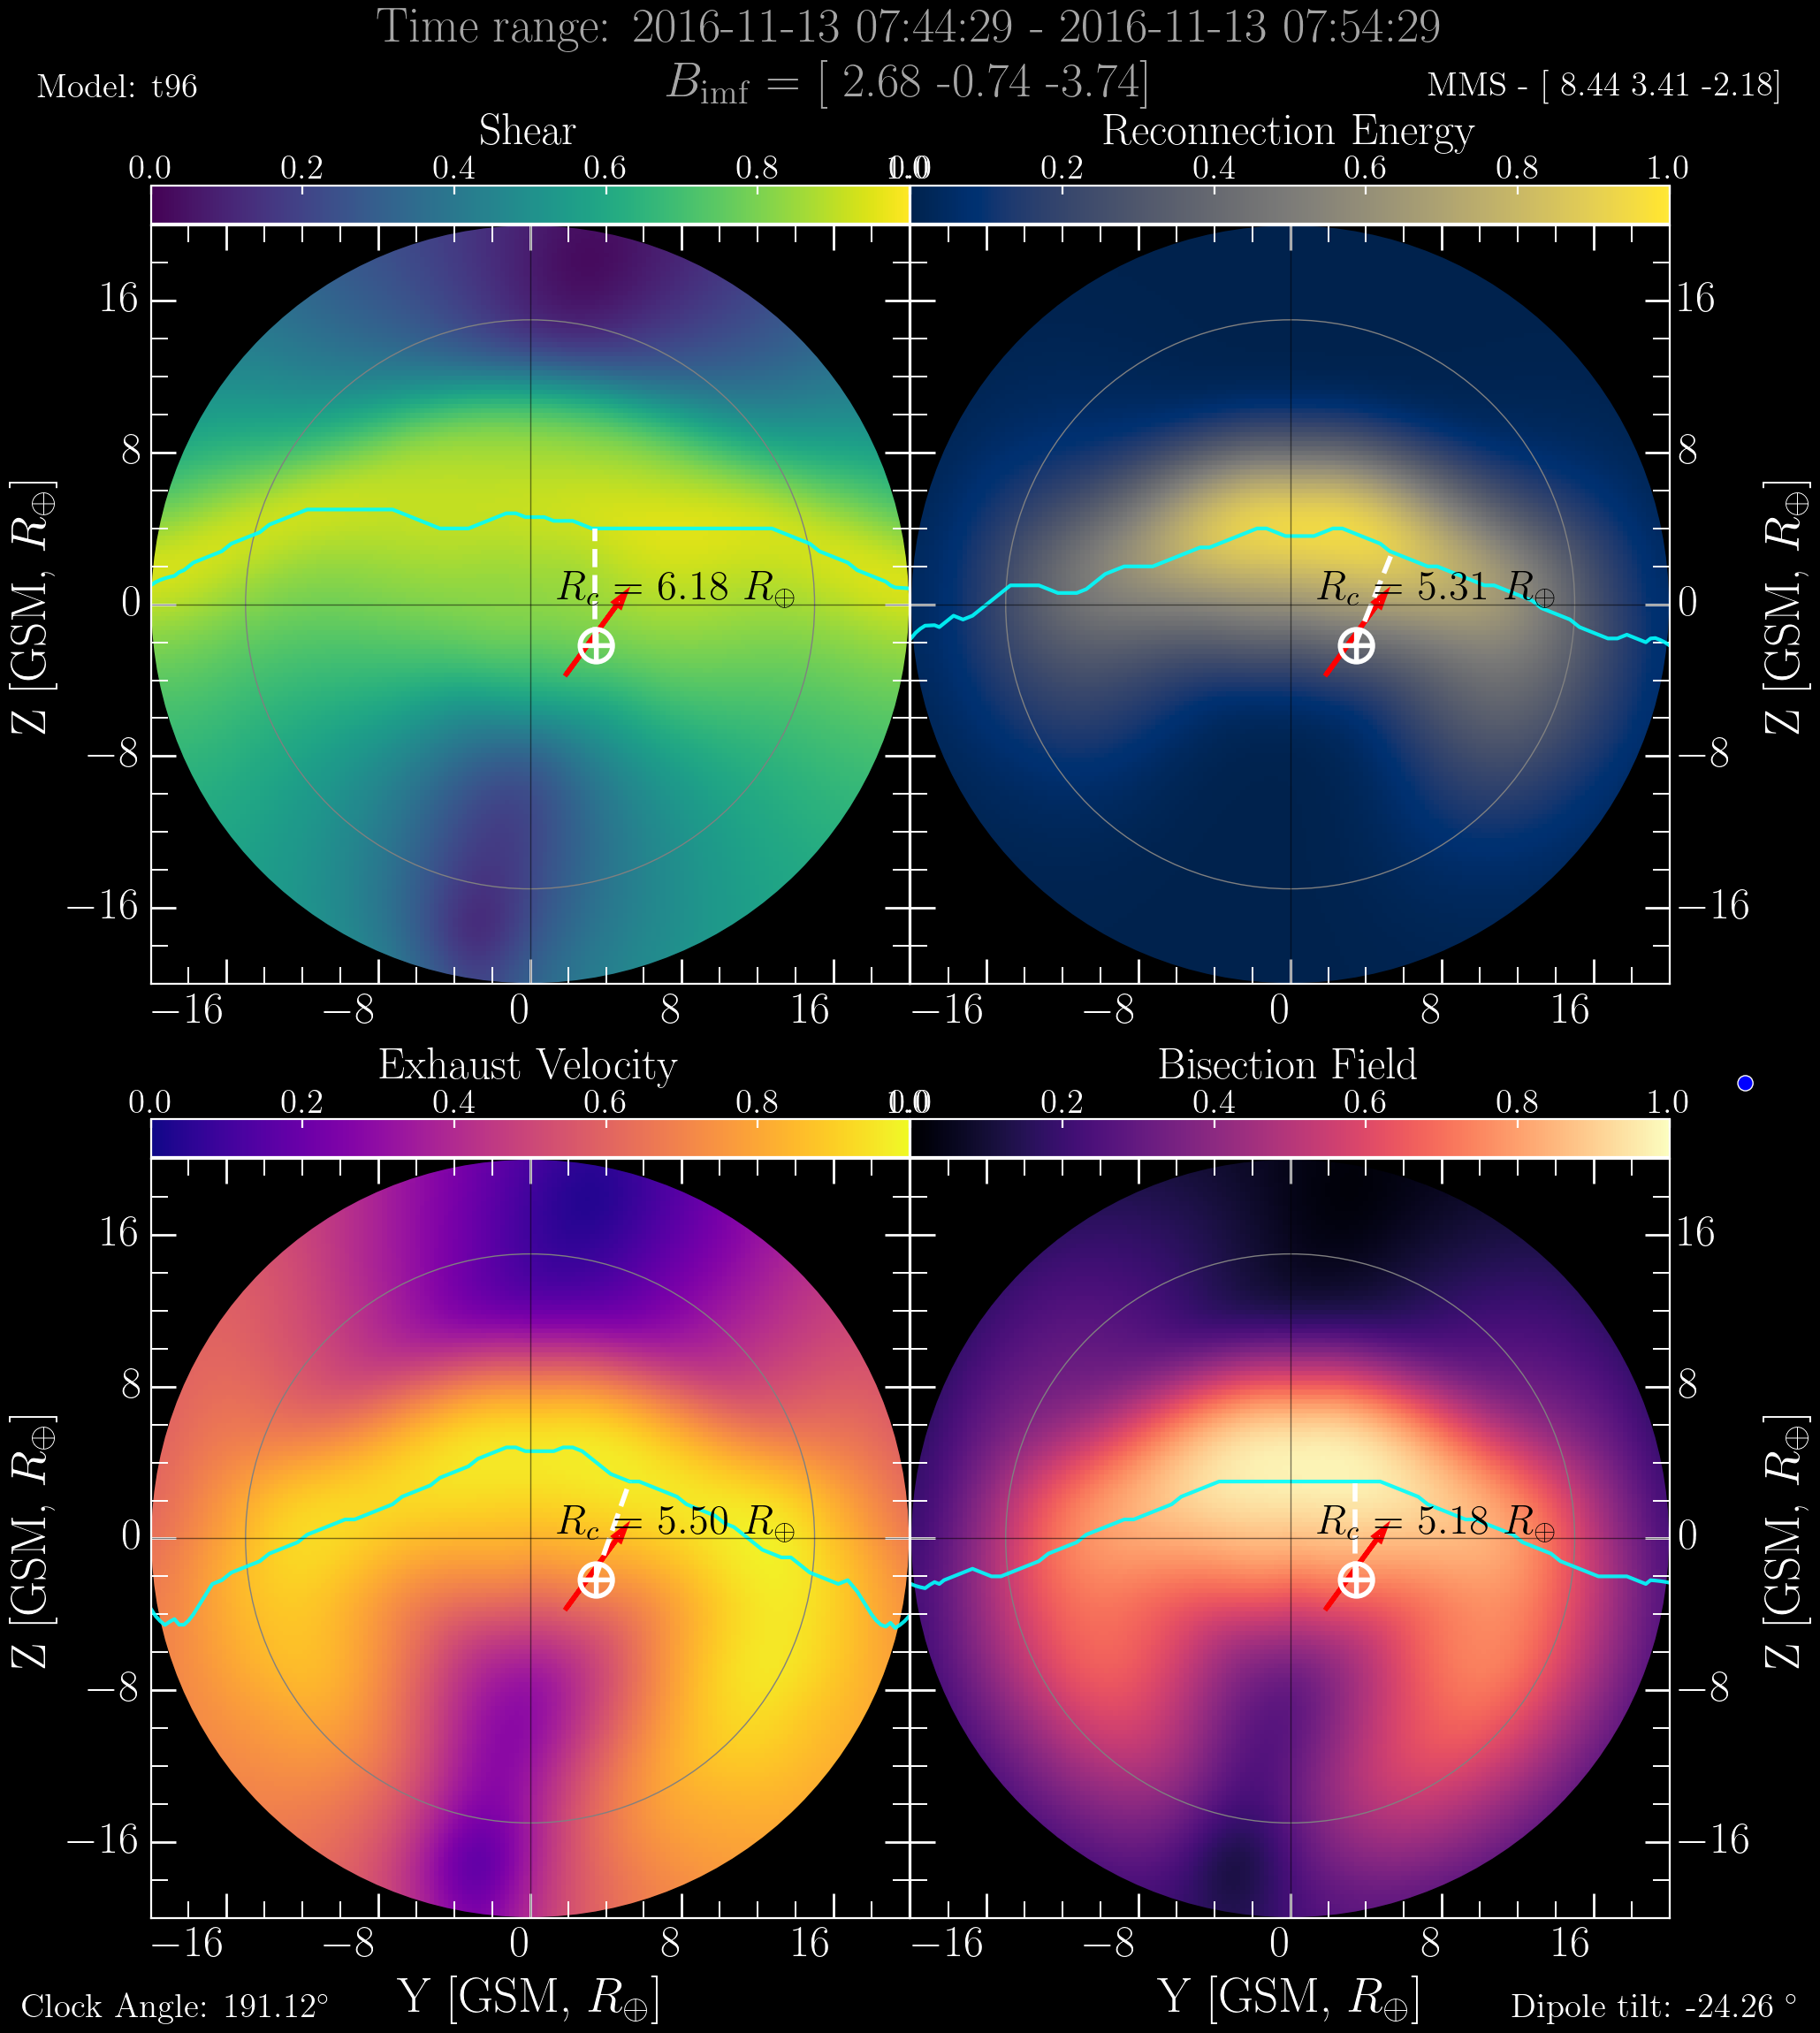 Time range: 2016-11-13 07:44:29 - 2016-11-13 07:54:29
Model: t96
B_imf = [ 2.68 -0.74 -3.74]
MMS - [ 8.44 3.41 -2.18]
Shear
0.0 0.2 0.4 0.6 0.8 1.0
Reconnection Energy
0.0 0.2 0.4 0.6 0.8 1.0
16
8
0
−8
−16
Z [GSM, R⊕]
R_c = 6.18 R⊕
−16 −8 0 8 16
R_c = 5.31 R⊕
16
8
0
−8
−16
Z [GSM, R⊕]
−16 −8 0 8 16
Exhaust Velocity
0.0 0.2 0.4 0.6 0.8 1.0
Bisection Field
0.0 0.2 0.4 0.6 0.8 1.0
16
8
0
−8
−16
Z [GSM, R⊕]
R_c = 5.50 R⊕
−16 −8 0 8 16
Y [GSM, R⊕]
R_c = 5.18 R⊕
16
8
0
−8
−16
Z [GSM, R⊕]
−16 −8 0 8 16
Y [GSM, R⊕]
Clock Angle: 191.12°
Dipole tilt: -24.26 °